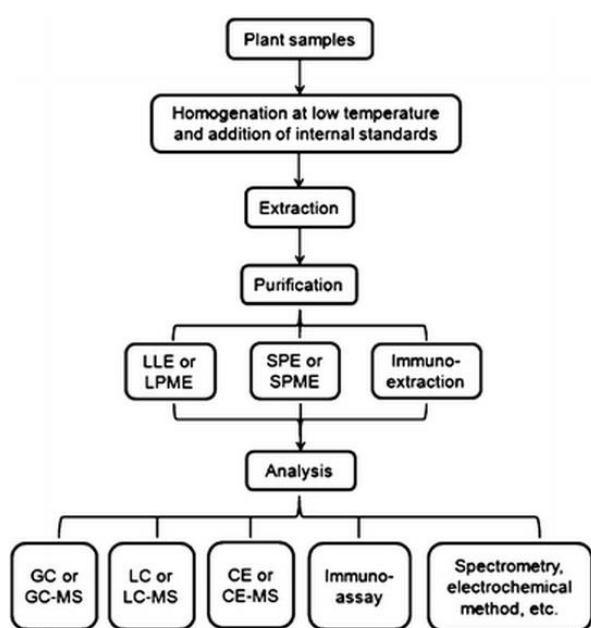 Plant samples
Homogenation at low temperature
and addition of internal standards
Extraction
Purification
LLE or
LPME
SPE or
SPME
Immuno-
extraction
Analysis
GC or
GC-MS
LC or
LC-MS
CE or
CE-MS
Immuno-
assay
Spectrometry,
electrochemical
method, etc.